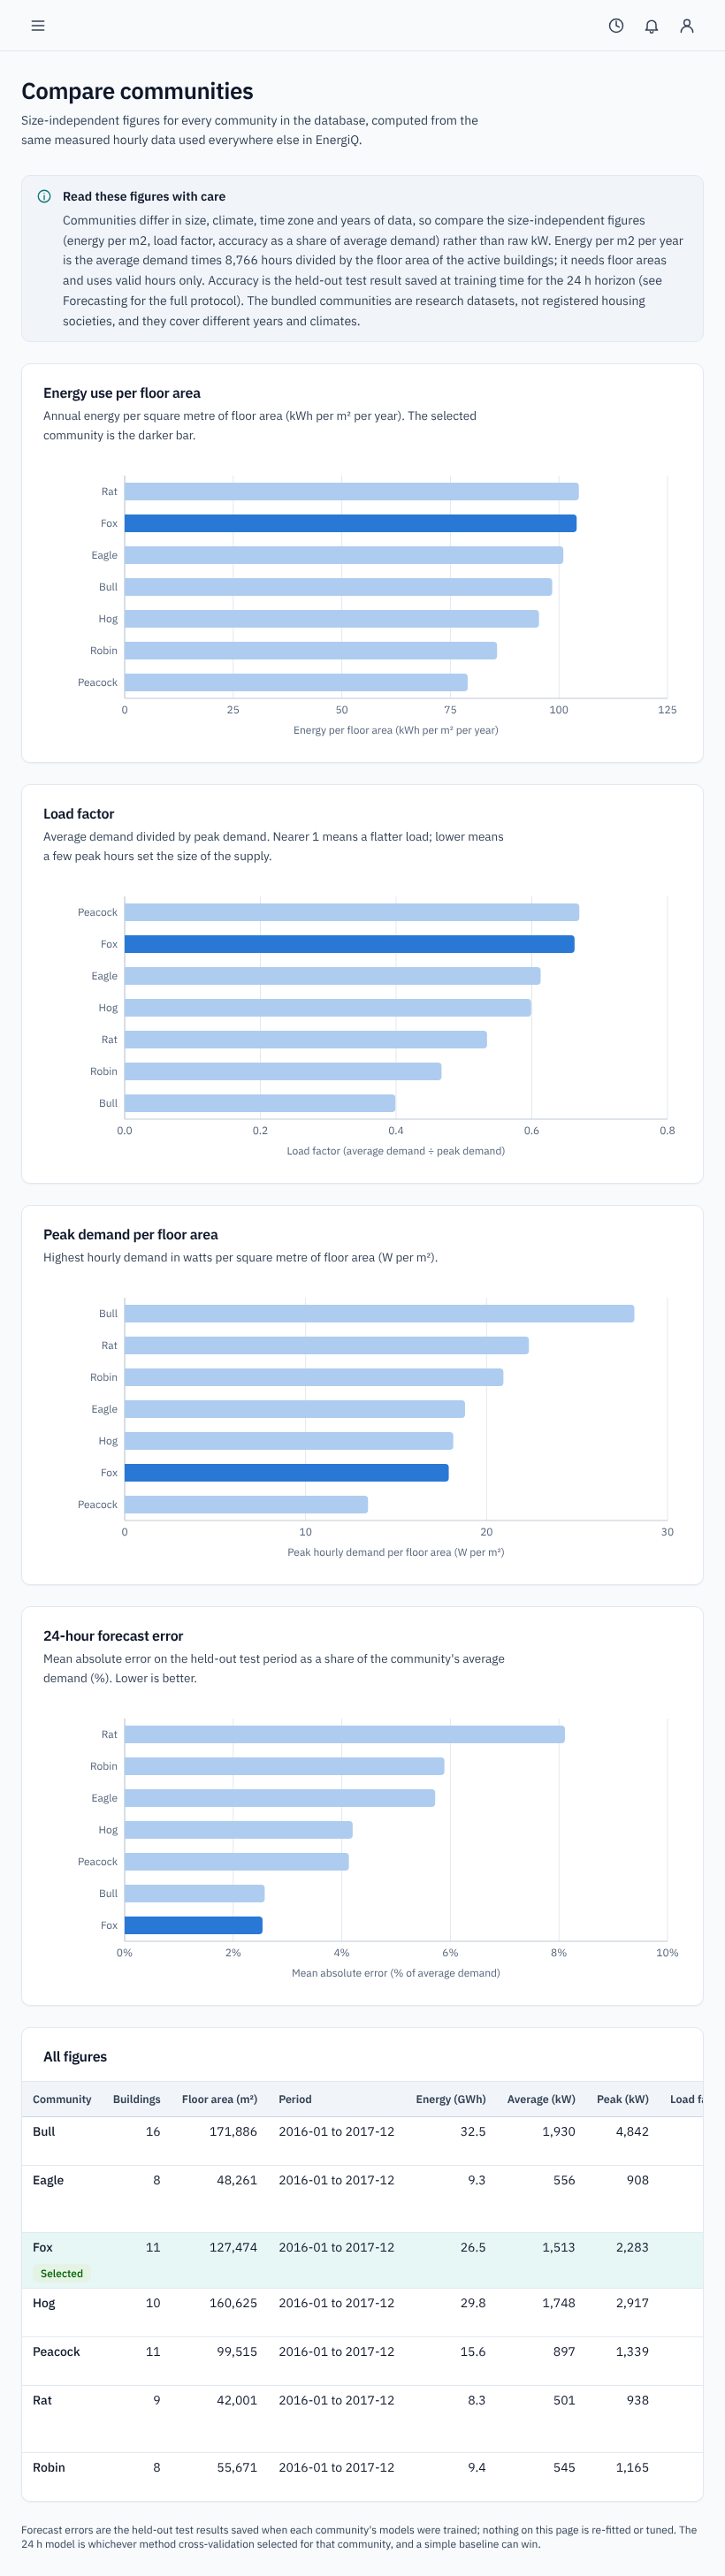 Compare communities
Size-independent figures for every community in the database, computed from the
same measured hourly data used everywhere else in EnergiQ.
Read these figures with care
Communities differ in size, climate, time zone and years of data, so compare the size-independent figures
(energy per m2, load factor, accuracy as a share of average demand) rather than raw kW. Energy per m2 per year
is the average demand times 8,766 hours divided by the floor area of the active buildings; it needs floor areas
and uses valid hours only. Accuracy is the held-out test result saved at training time for the 24 h horizon (see
Forecasting for the full protocol). The bundled communities are research datasets, not registered housing
societies, and they cover different years and climates.
Energy use per floor area
Annual energy per square metre of floor area (kWh per m² per year). The selected
community is the darker bar.
Rat
Fox
Eagle
Bull
Hog
Robin
Peacock
0 25 50 75 100 125
Energy per floor area (kWh per m² per year)
Load factor
Average demand divided by peak demand. Nearer 1 means a flatter load; lower means
a few peak hours set the size of the supply.
Peacock
Fox
Eagle
Hog
Rat
Robin
Bull
0.0 0.2 0.4 0.6 0.8
Load factor (average demand ÷ peak demand)
Peak demand per floor area
Highest hourly demand in watts per square metre of floor area (W per m²).
Bull
Rat
Robin
Eagle
Hog
Fox
Peacock
0 10 20 30
Peak hourly demand per floor area (W per m²)
24-hour forecast error
Mean absolute error on the held-out test period as a share of the community's average
demand (%). Lower is better.
Rat
Robin
Eagle
Hog
Peacock
Bull
Fox
0% 2% 4% 6% 8% 10%
Mean absolute error (% of average demand)
All figures
Community Buildings Floor area (m²) Period Energy (GWh) Average (kW) Peak (kW) Load fa
Bull 16 171,886 2016-01 to 2017-12 32.5 1,930 4,842
Eagle 8 48,261 2016-01 to 2017-12 9.3 556 908
Fox 11 127,474 2016-01 to 2017-12 26.5 1,513 2,283
Selected
Hog 10 160,625 2016-01 to 2017-12 29.8 1,748 2,917
Peacock 11 99,515 2016-01 to 2017-12 15.6 897 1,339
Rat 9 42,001 2016-01 to 2017-12 8.3 501 938
Robin 8 55,671 2016-01 to 2017-12 9.4 545 1,165
Forecast errors are the held-out test results saved when each community's models were trained; nothing on this page is re-fitted or tuned. The
24 h model is whichever method cross-validation selected for that community, and a simple baseline can win.